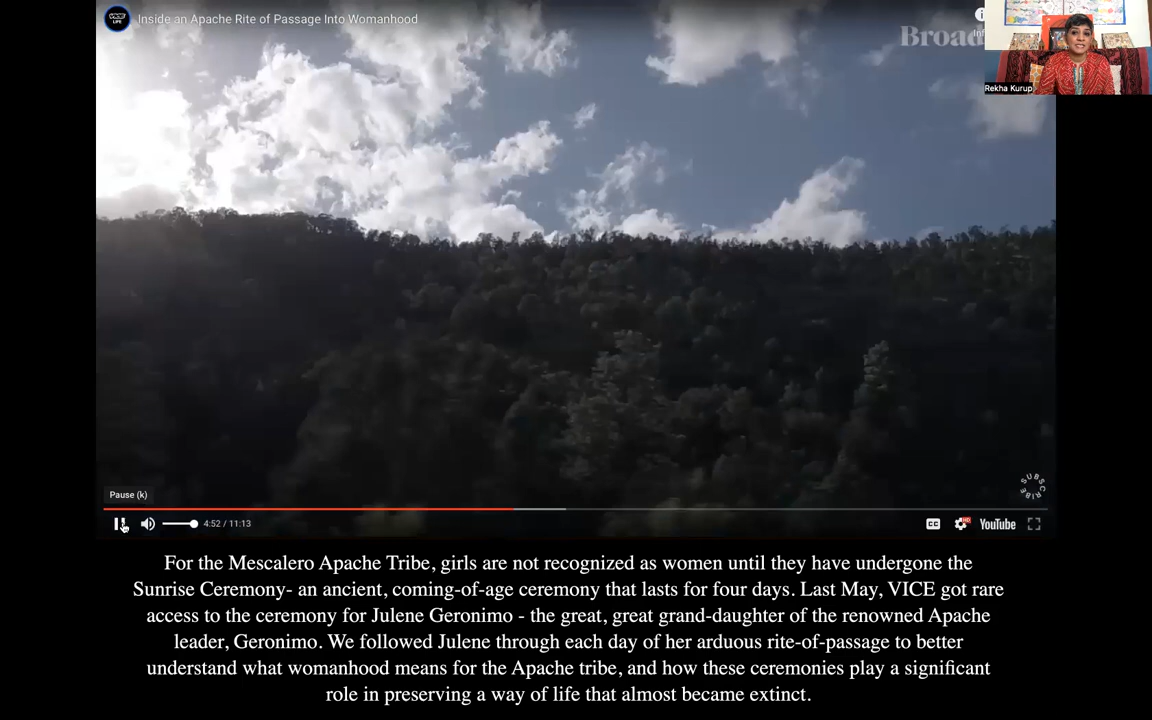 VICE
LIFE
Inside an Apache Rite of Passage Into Womanhood
Broad
Rekha Kurup
SUBSCRIBE
Pause (k)
4:52 / 11:13
CC
HD
YouTube
For the Mescalero Apache Tribe, girls are not recognized as women until they have undergone the
Sunrise Ceremony- an ancient, coming-of-age ceremony that lasts for four days. Last May, VICE got rare
access to the ceremony for Julene Geronimo - the great, great grand-daughter of the renowned Apache
leader, Geronimo. We followed Julene through each day of her arduous rite-of-passage to better
understand what womanhood means for the Apache tribe, and how these ceremonies play a significant
role in preserving a way of life that almost became extinct.